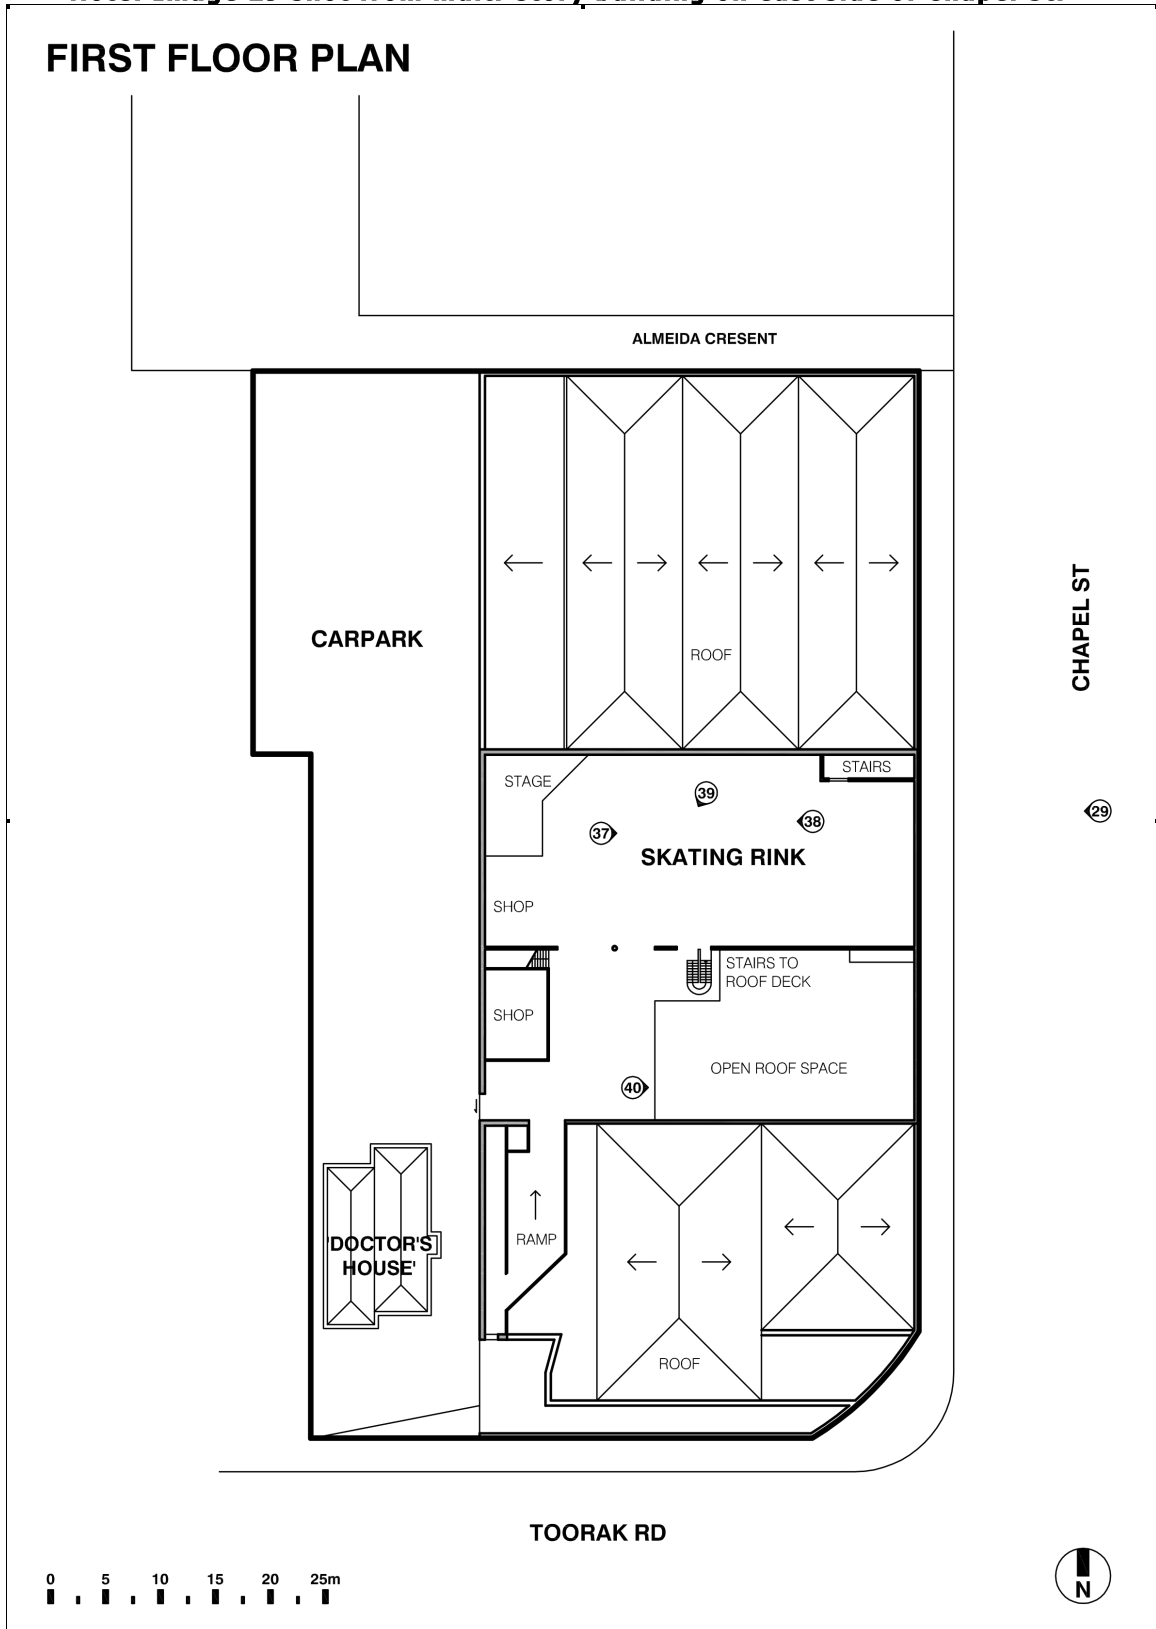 FIRST FLOOR PLAN
ALMEIDA CRESENT
CHAPEL ST
CARPARK
ROOF
STAIRS
STAGE
39
38
37
29
SKATING RINK
SHOP
STAIRS TO
ROOF DECK
SHOP
OPEN ROOF SPACE
40
RAMP
'DOCTOR'S
HOUSE'
ROOF
TOORAK RD
0 5 10 15 20 25m
N